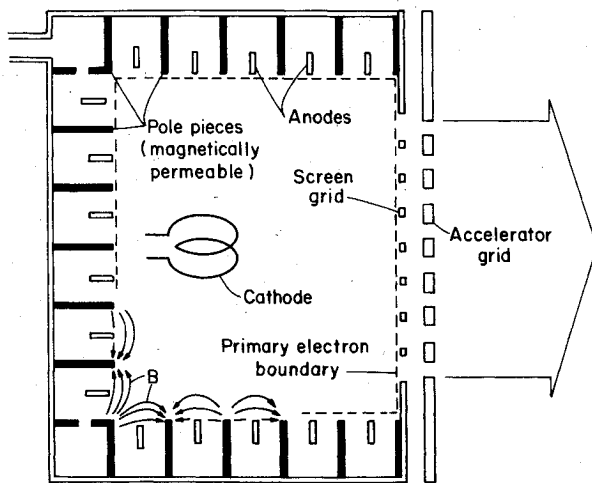 Pole pieces
(magnetically
permeable)
Anodes
Screen
grid
Accelerator
grid
Cathode
Primary electron
boundary
B